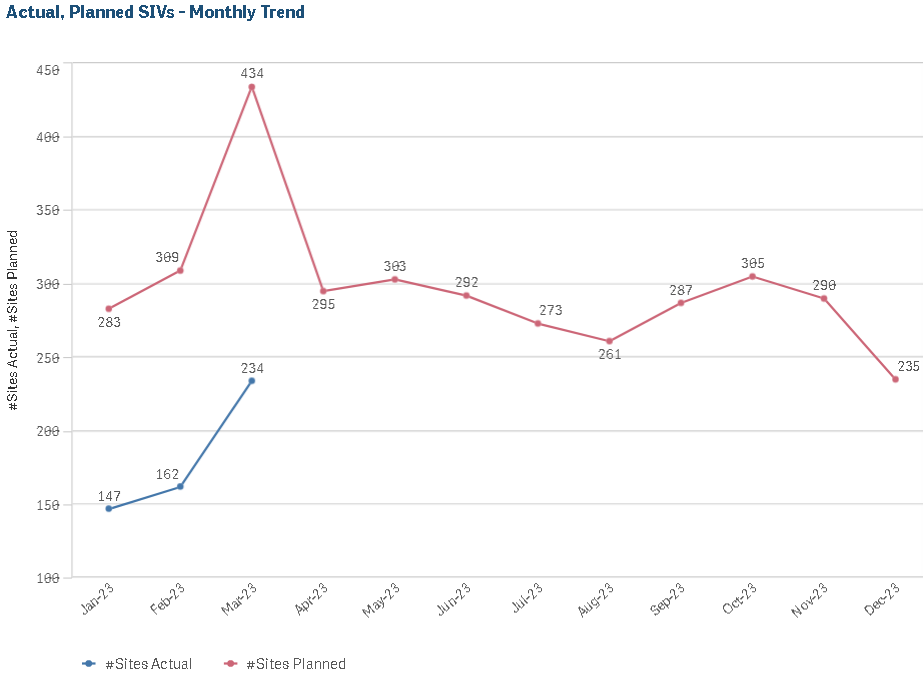 Actual, Planned SIVs - Monthly Trend
#Sites Actual, #Sites Planned
450
400
350
300
250
200
150
100
434
309
283
295
303
292
273
261
287
305
290
235
234
162
147
Jan-23
Feb-23
Mar-23
Apr-23
May-23
Jun-23
Jul-23
Aug-23
Sep-23
Oct-23
Nov-23
Dec-23
#Sites Actual
#Sites Planned